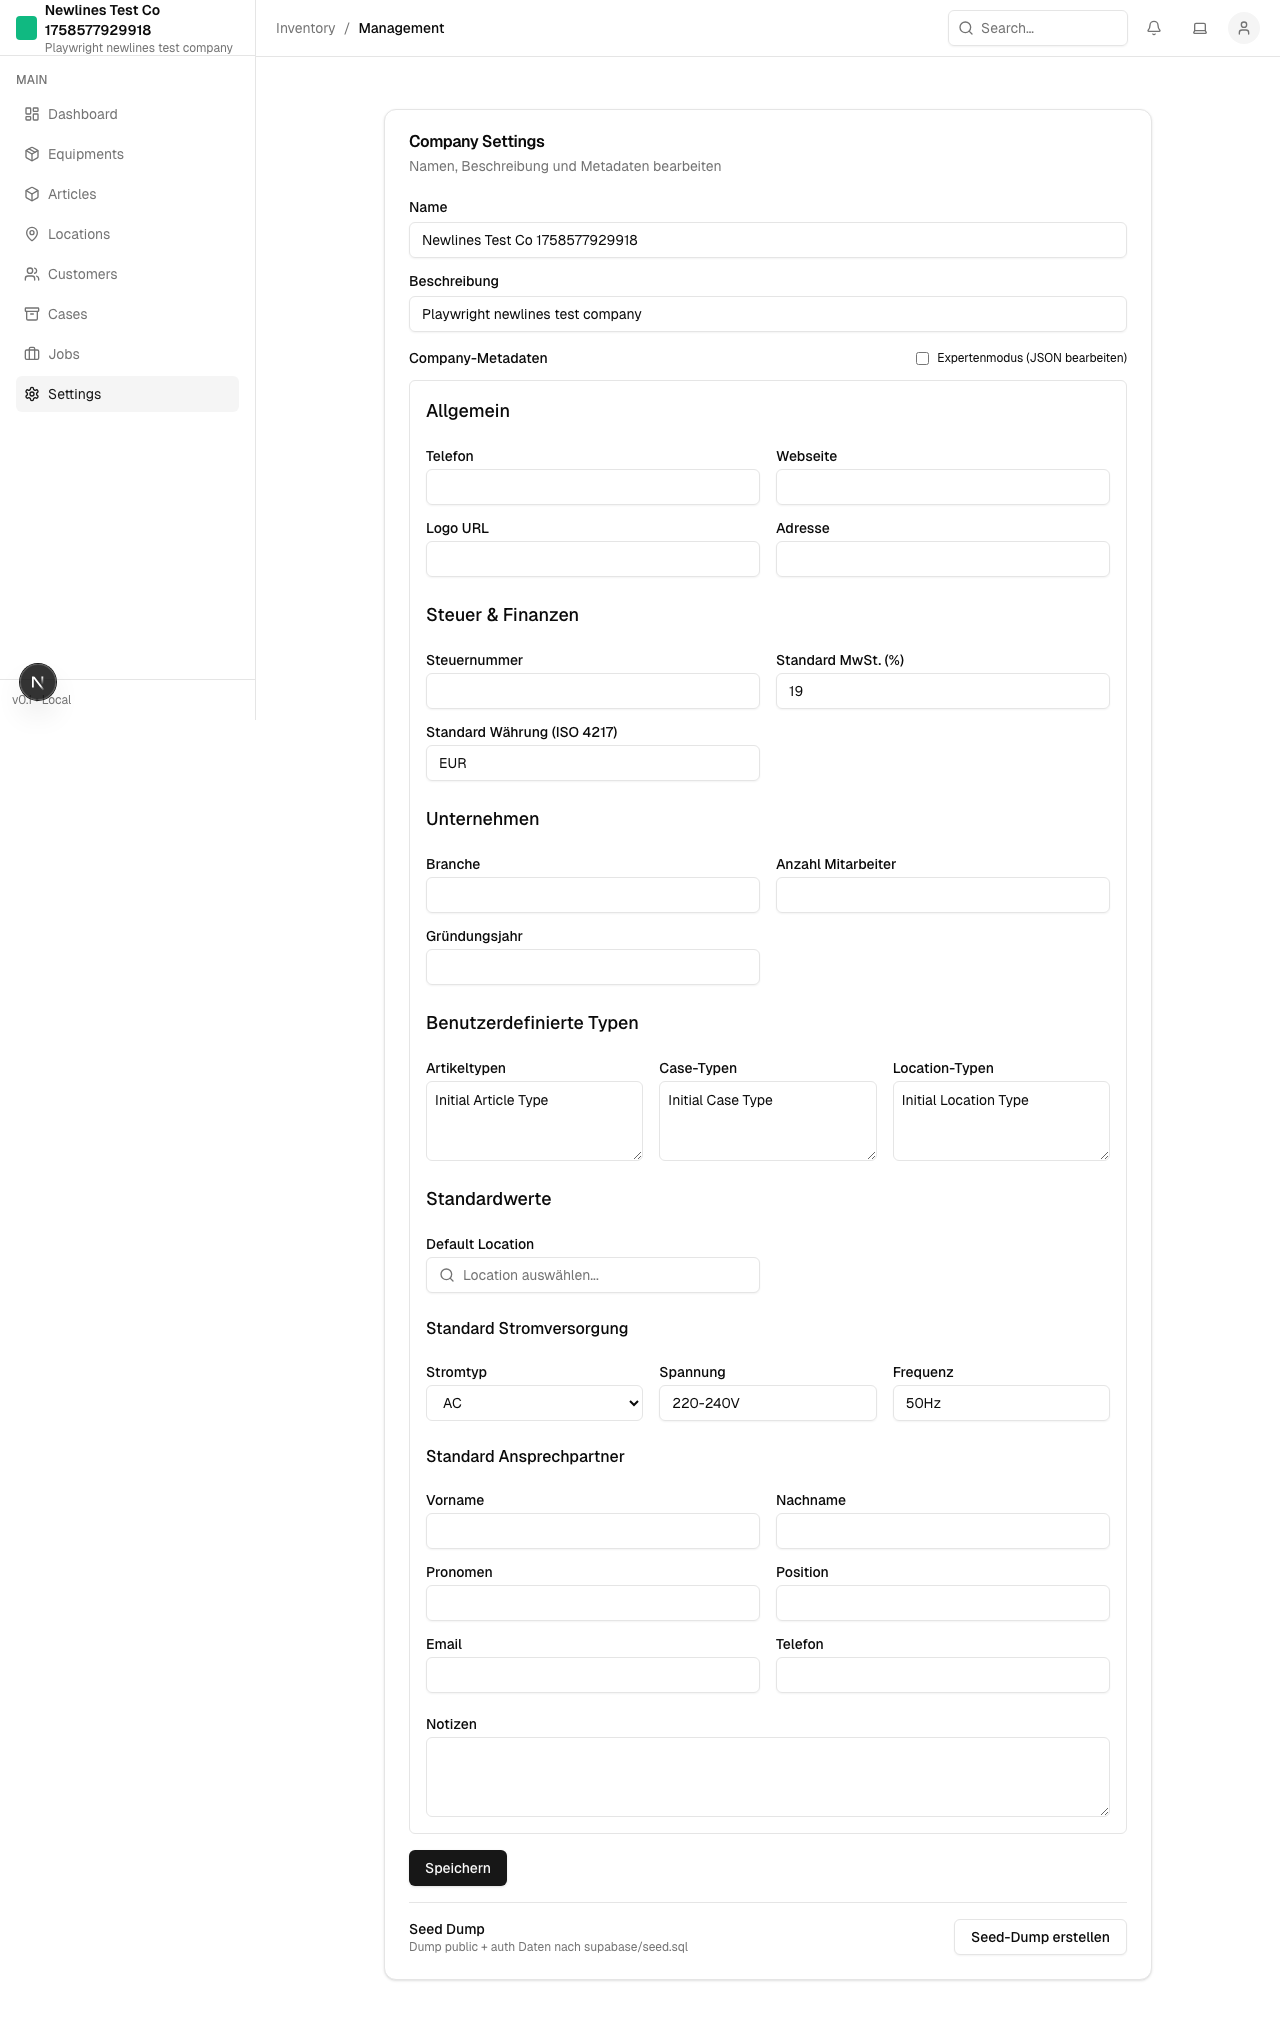 Newlines Test Co
1758577929918
Playwright newlines test company
Inventory / Management
Search...
MAIN
Dashboard
Equipments
Articles
Locations
Customers
Cases
Jobs
Settings
v0.1 · Local
Company Settings
Namen, Beschreibung und Metadaten bearbeiten
Name
Newlines Test Co 1758577929918
Beschreibung
Playwright newlines test company
Company-Metadaten
Expertenmodus (JSON bearbeiten)
Allgemein
Telefon
Webseite
Logo URL
Adresse
Steuer & Finanzen
Steuernummer
Standard MwSt. (%)
19
Standard Währung (ISO 4217)
EUR
Unternehmen
Branche
Anzahl Mitarbeiter
Gründungsjahr
Benutzerdefinierte Typen
Artikeltypen
Case-Typen
Location-Typen
Initial Article Type
Initial Case Type
Initial Location Type
Standardwerte
Default Location
Location auswählen...
Standard Stromversorgung
Stromtyp
Spannung
Frequenz
AC
220-240V
50Hz
Standard Ansprechpartner
Vorname
Nachname
Pronomen
Position
Email
Telefon
Notizen
Speichern
Seed Dump
Dump public + auth Daten nach supabase/seed.sql
Seed-Dump erstellen